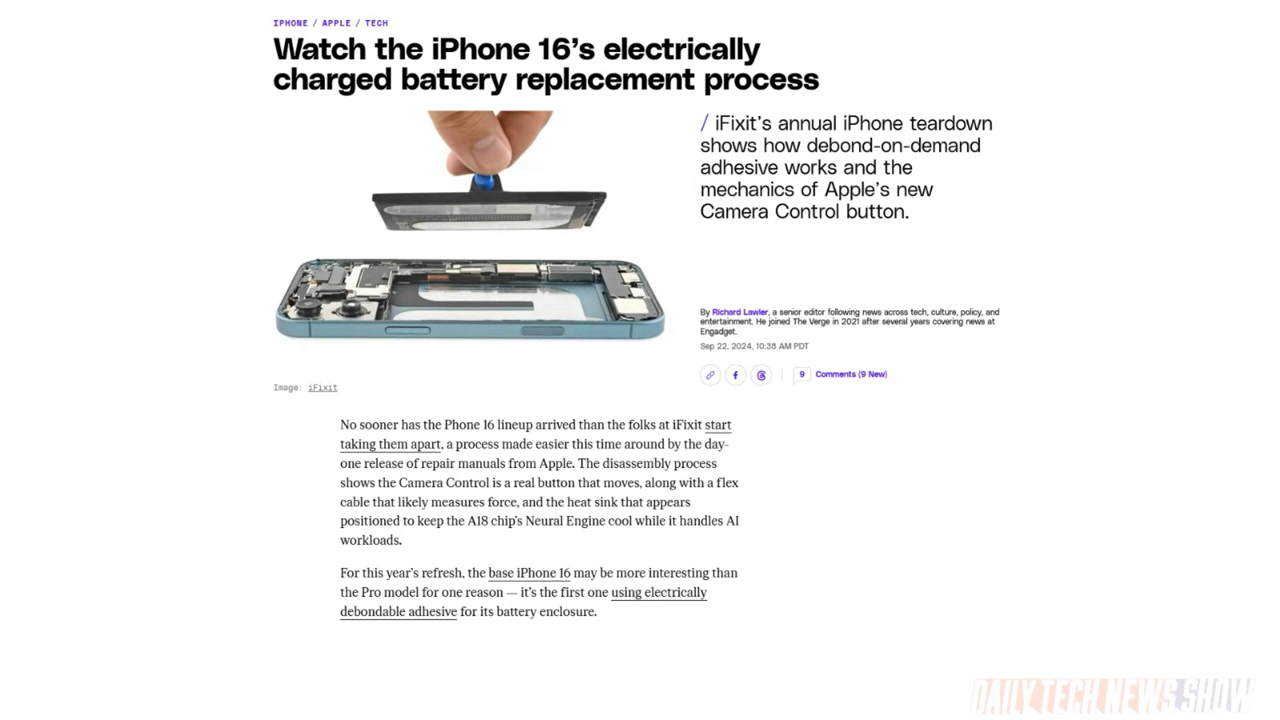 IPHONE / APPLE / TECH
Watch the iPhone 16’s electrically
charged battery replacement process
/ iFixit’s annual iPhone teardown
shows how debond-on-demand
adhesive works and the
mechanics of Apple’s new
Camera Control button.
By Richard Lawler, a senior editor following news across tech, culture, policy, and
entertainment. He joined The Verge in 2021 after several years covering news at
Engadget.
Sep 22, 2024, 10:38 AM PDT
9 Comments (9 New)
Image: iFixit
No sooner has the Phone 16 lineup arrived than the folks at iFixit start
taking them apart, a process made easier this time around by the day-
one release of repair manuals from Apple. The disassembly process
shows the Camera Control is a real button that moves, along with a flex
cable that likely measures force, and the heat sink that appears
positioned to keep the A18 chip’s Neural Engine cool while it handles AI
workloads.
For this year’s refresh, the base iPhone 16 may be more interesting than
the Pro model for one reason — it’s the first one using electrically
debondable adhesive for its battery enclosure.
DAILY TECH NEWS SHOW